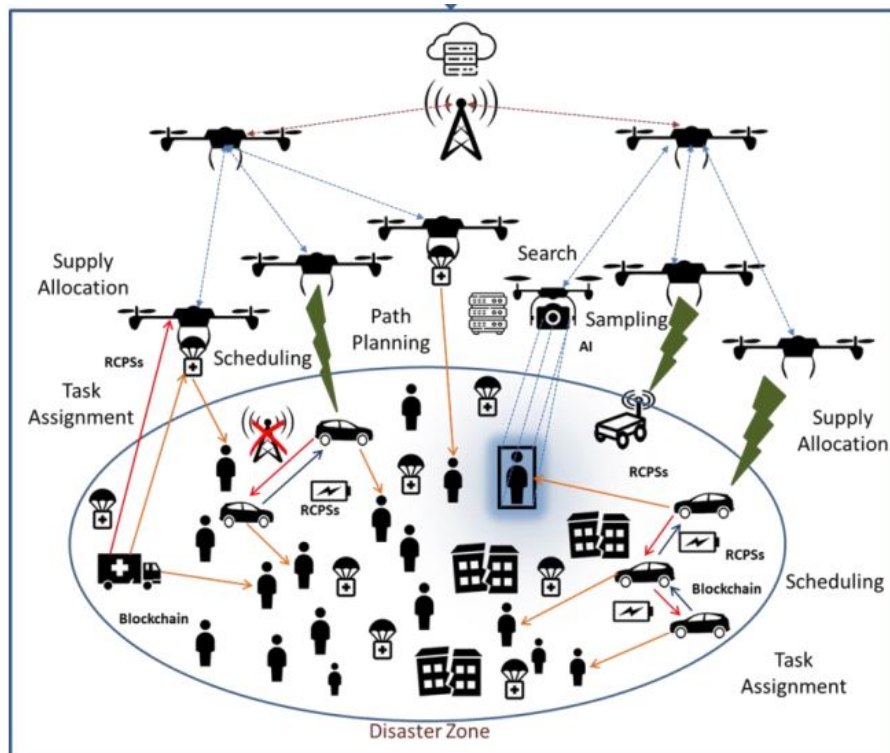 Search
Supply
Allocation
Path
Planning
Sampling
AI
RCPSs
Scheduling
Task
Assignment
Supply
Allocation
RCPSs
RCPSs
RCPSs
Blockchain
Scheduling
Blockchain
Task
Assignment
Disaster Zone